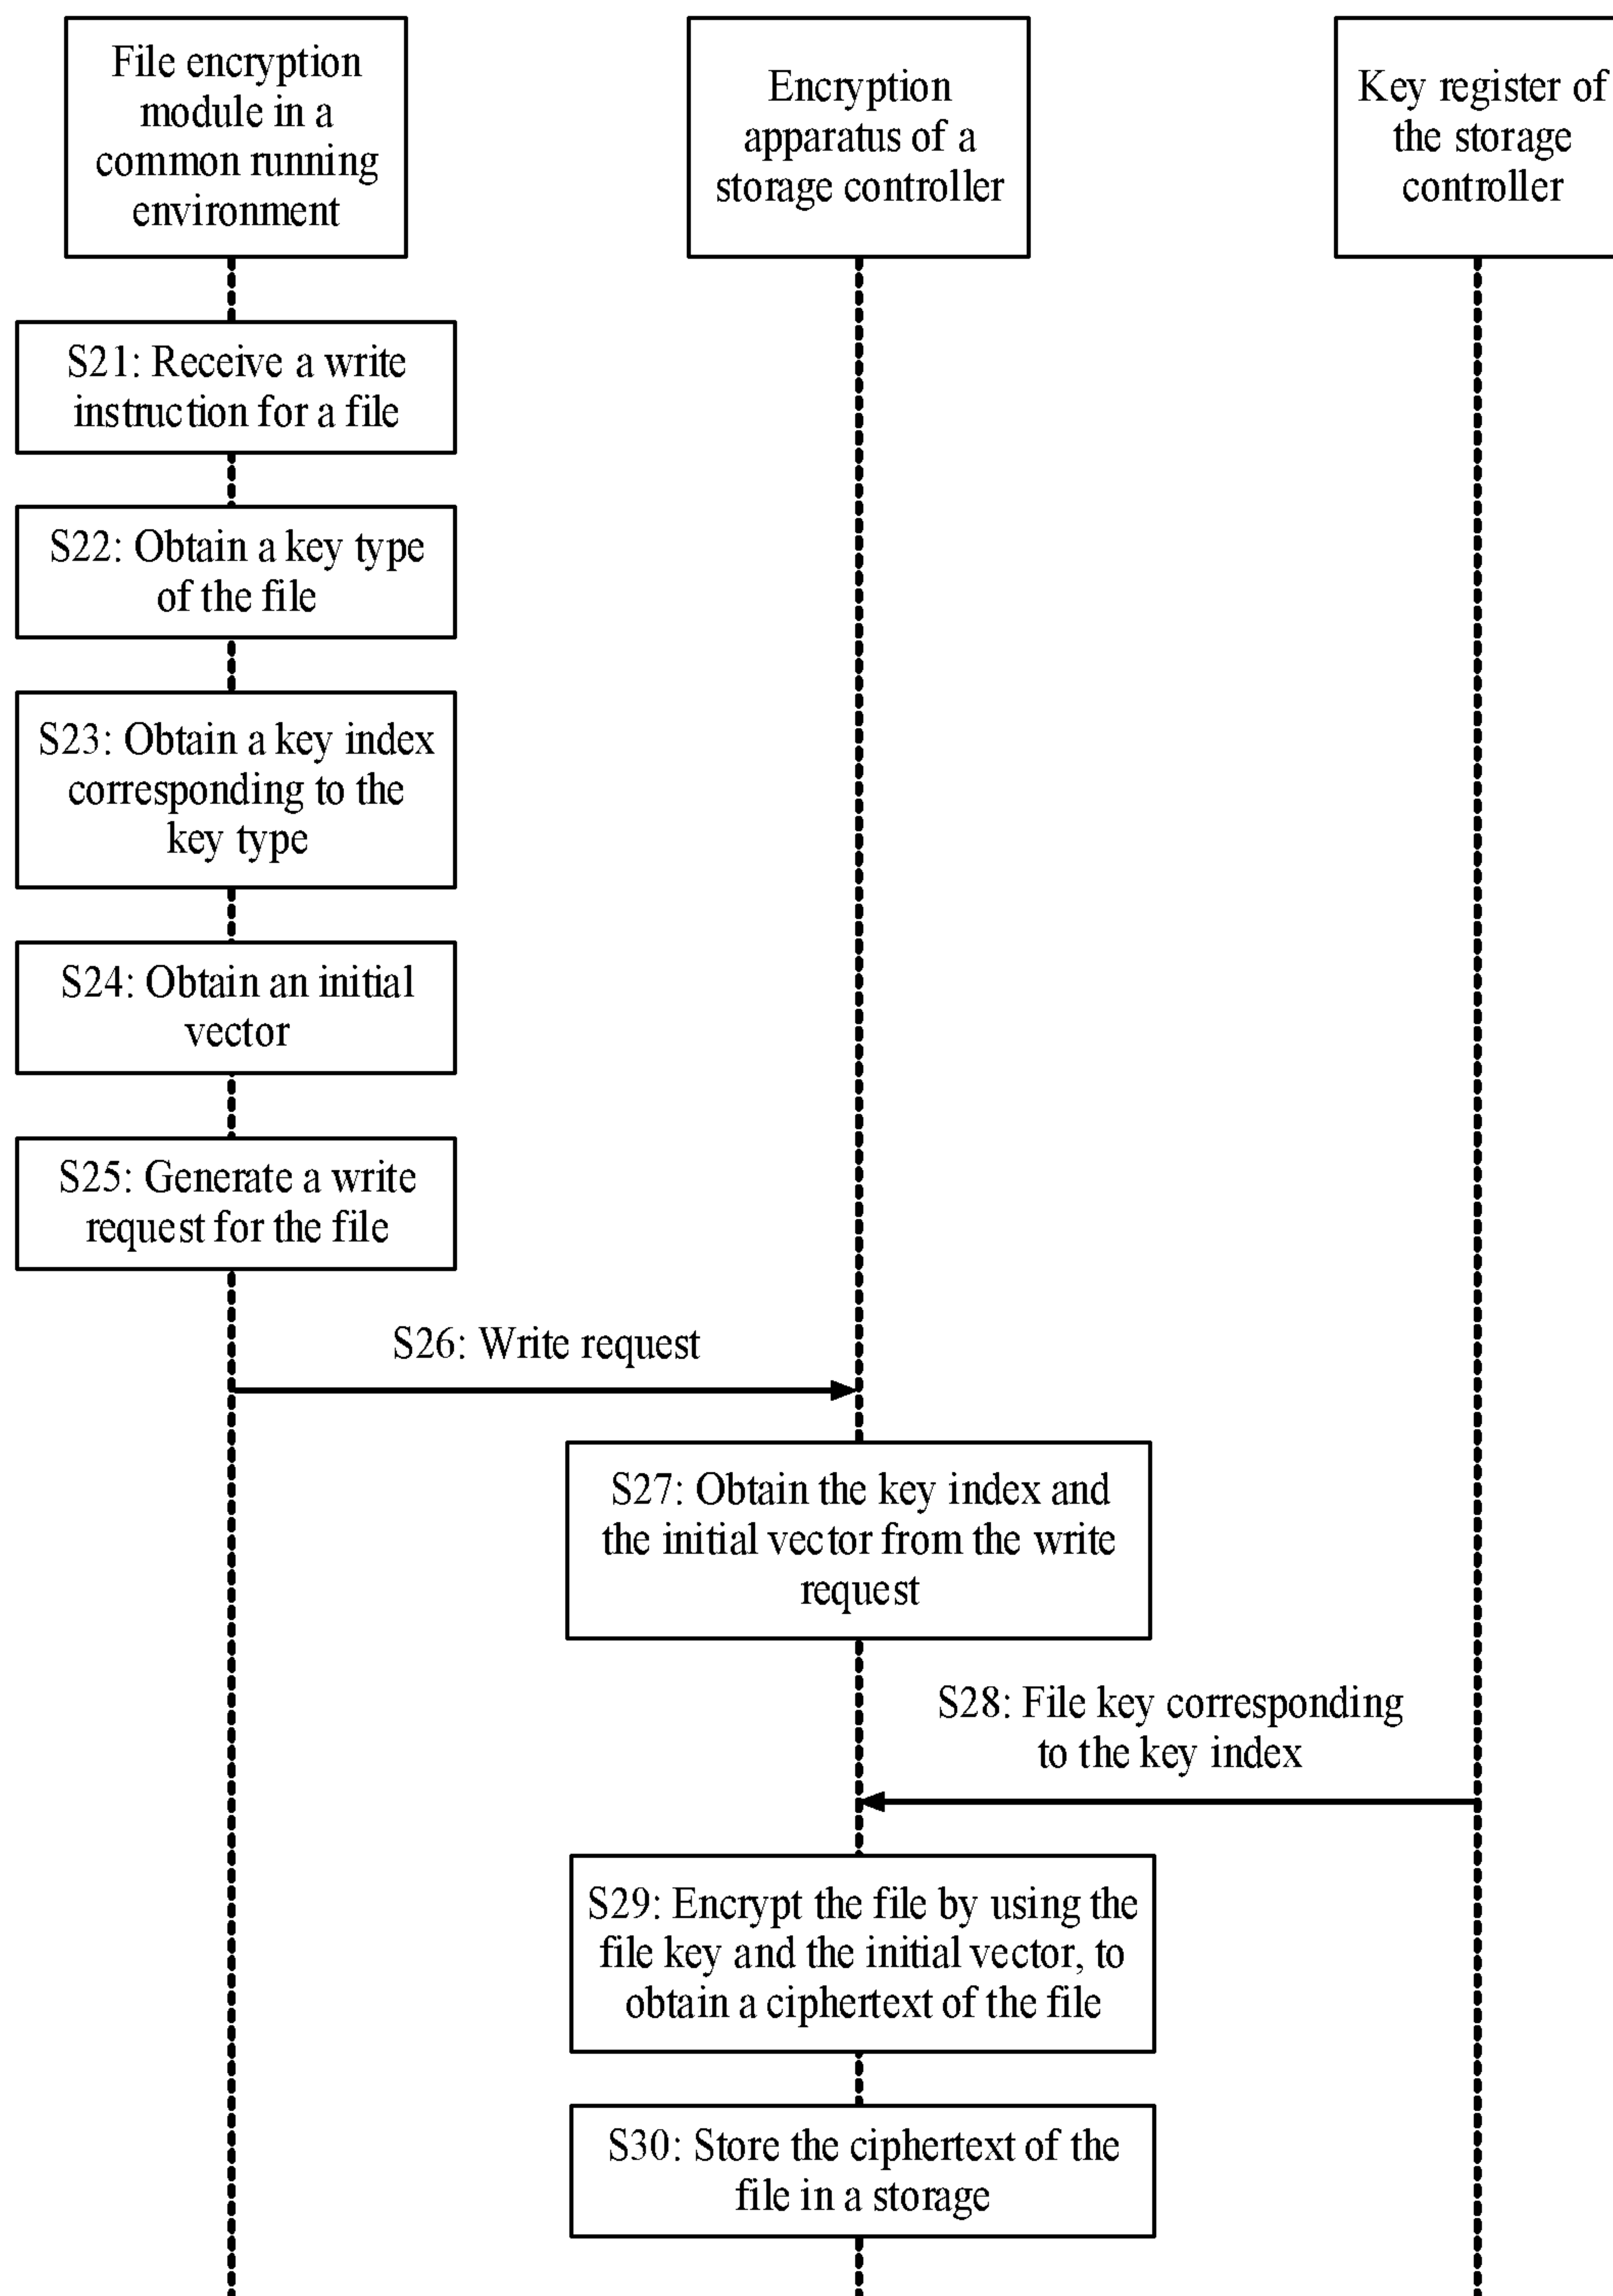 File encryption
module in a
common running
environment
Encryption
apparatus of a
storage controller
Key register of
the storage
controller
S21: Receive a write
instruction for a file
S22: Obtain a key type
of the file
S23: Obtain a key index
corresponding to the
key type
S24: Obtain an initial
vector
S25: Generate a write
request for the file
S26: Write request
S27: Obtain the key index and
the initial vector from the write
request
S28: File key corresponding
to the key index
S29: Encrypt the file by using the
file key and the initial vector, to
obtain a ciphertext of the file
S30: Store the ciphertext of the
file in a storage